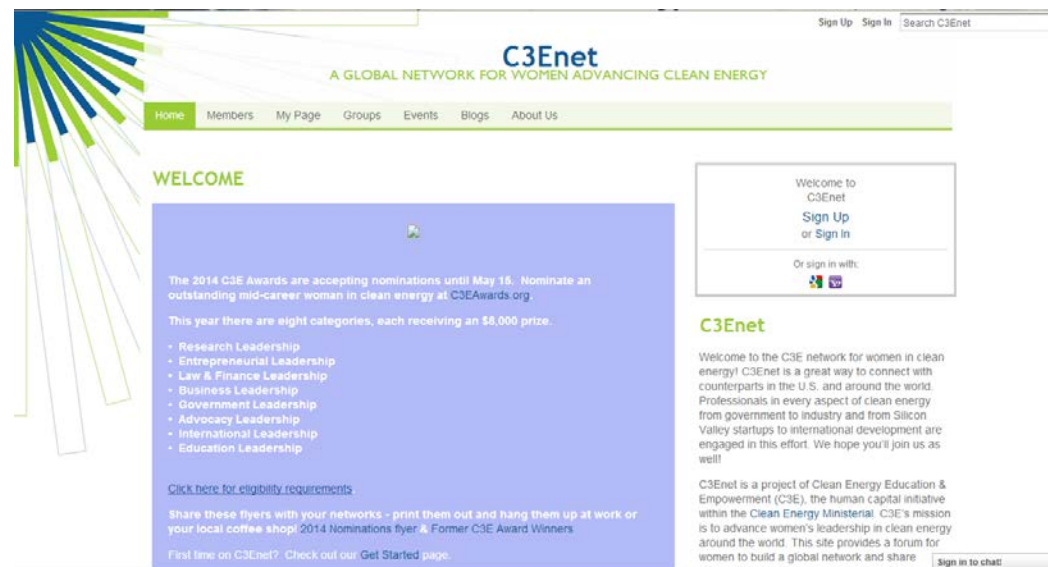 Sign Up Sign In Search C3Enet
C3Enet
A GLOBAL NETWORK FOR WOMEN ADVANCING CLEAN ENERGY
Home Members My Page Groups Events Blogs About Us
WELCOME
The 2014 C3E Awards are accepting nominations until May 15. Nominate an
outstanding mid-career woman in clean energy at C3EAwards.org.
This year there are eight categories, each receiving an $8,000 prize.
• Research Leadership
• Entrepreneurial Leadership
• Law & Finance Leadership
• Business Leadership
• Government Leadership
• Advocacy Leadership
• International Leadership
• Education Leadership
Click here for eligibility requirements.
Share these flyers with your networks - print them out and hang them up at work or
your local coffee shop! 2014 Nominations flyer & Former C3E Award Winners
First time on C3Enet? Check out our Get Started page.
Welcome to
C3Enet
Sign Up
or Sign In
Or sign in with:
C3Enet
Welcome to the C3E network for women in clean
energy! C3Enet is a great way to connect with
counterparts in the U.S. and around the world.
Professionals in every aspect of clean energy
from government to industry and from Silicon
Valley startups to international development are
engaged in this effort. We hope you'll join us as
well!
C3Enet is a project of Clean Energy Education &
Empowerment (C3E), the human capital initiative
within the Clean Energy Ministerial. C3E's mission
is to advance women's leadership in clean energy
around the world. This site provides a forum for
women to build a global network and share
Sign in to chat!